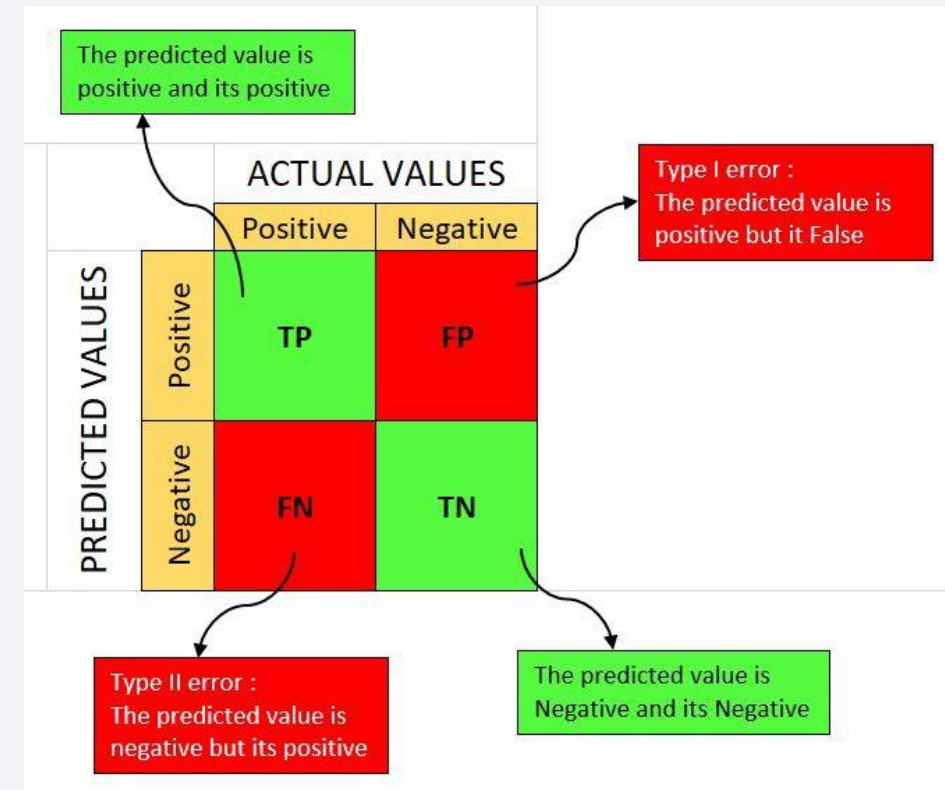 The predicted value is
positive and its positive
ACTUAL VALUES
Type I error :
The predicted value is
positive but it False
Positive
Negative
PREDICTED VALUES
Positive
TP
FP
Negative
FN
TN
Type II error :
The predicted value is
negative but its positive
The predicted value is
Negative and its Negative